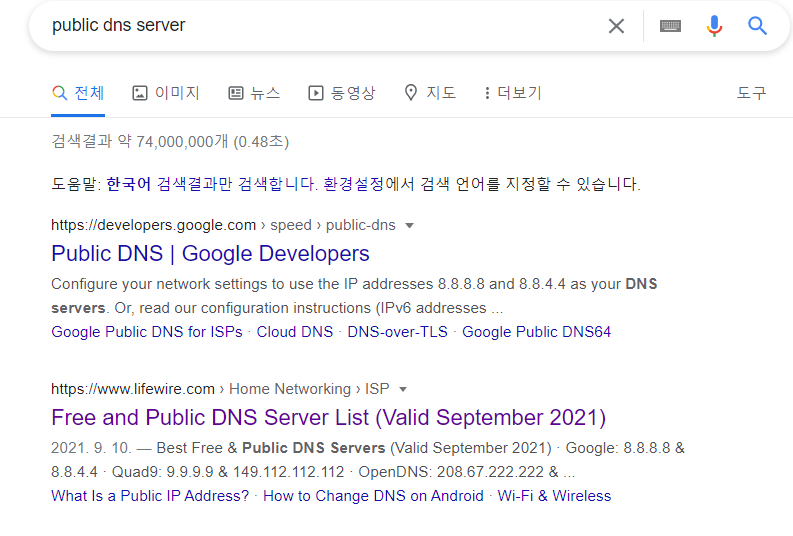 public dns server
전체 이미지 뉴스 동영상 지도 더보기 도구
검색결과 약 74,000,000개 (0.48초)
도움말: 한국어 검색결과만 검색합니다. 환경설정에서 검색 언어를 지정할 수 있습니다.
https://developers.google.com › speed › public-dns
Public DNS | Google Developers
Configure your network settings to use the IP addresses 8.8.8.8 and 8.8.4.4 as your DNS
servers. Or, read our configuration instructions (IPv6 addresses ...
Google Public DNS for ISPs · Cloud DNS · DNS-over-TLS · Google Public DNS64
https://www.lifewire.com › Home Networking › ISP
Free and Public DNS Server List (Valid September 2021)
2021. 9. 10. — Best Free & Public DNS Servers (Valid September 2021) · Google: 8.8.8.8 &
8.8.4.4 · Quad9: 9.9.9.9 & 149.112.112.112 · OpenDNS: 208.67.222.222 & ...
What Is a Public IP Address? · How to Change DNS on Android · Wi-Fi & Wireless